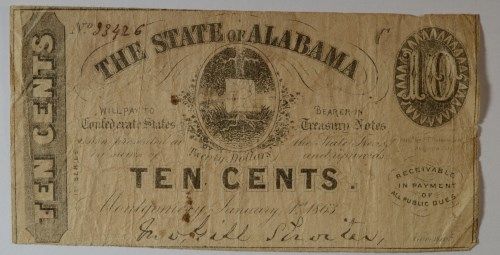 No 33426
C
THE STATE OF ALABAMA
TEN CENTS
10
WILL PAY TO BEARER IN
Confederate States Treasury Notes
when presented at the State Treasury
in sums of and upwards
Twenty Dollars
TEN CENTS.
Montgomery, January 1st 1863
RECEIVABLE
IN PAYMENT
OF
ALL PUBLIC DUES